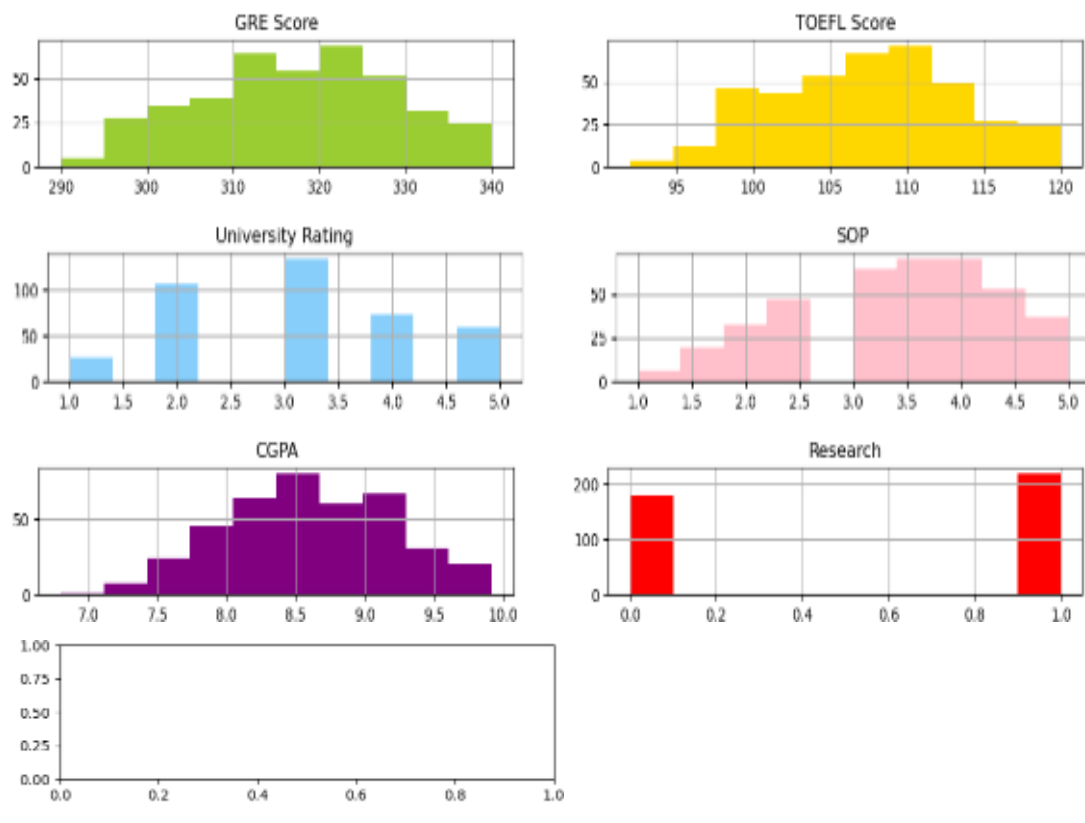 GRE Score
50
25
0
290 300 310 320 330 340
TOEFL Score
50
25
0
95 100 105 110 115 120
University Rating
100
50
0
1.0 1.5 2.0 2.5 3.0 3.5 4.0 4.5 5.0
SOP
50
25
0
1.0 1.5 2.0 2.5 3.0 3.5 4.0 4.5 5.0
CGPA
50
0
7.0 7.5 8.0 8.5 9.0 9.5 10.0
Research
200
100
0
0.0 0.2 0.4 0.6 0.8 1.0
1.00
0.75
0.50
0.25
0.00
0.0 0.2 0.4 0.6 0.8 1.0